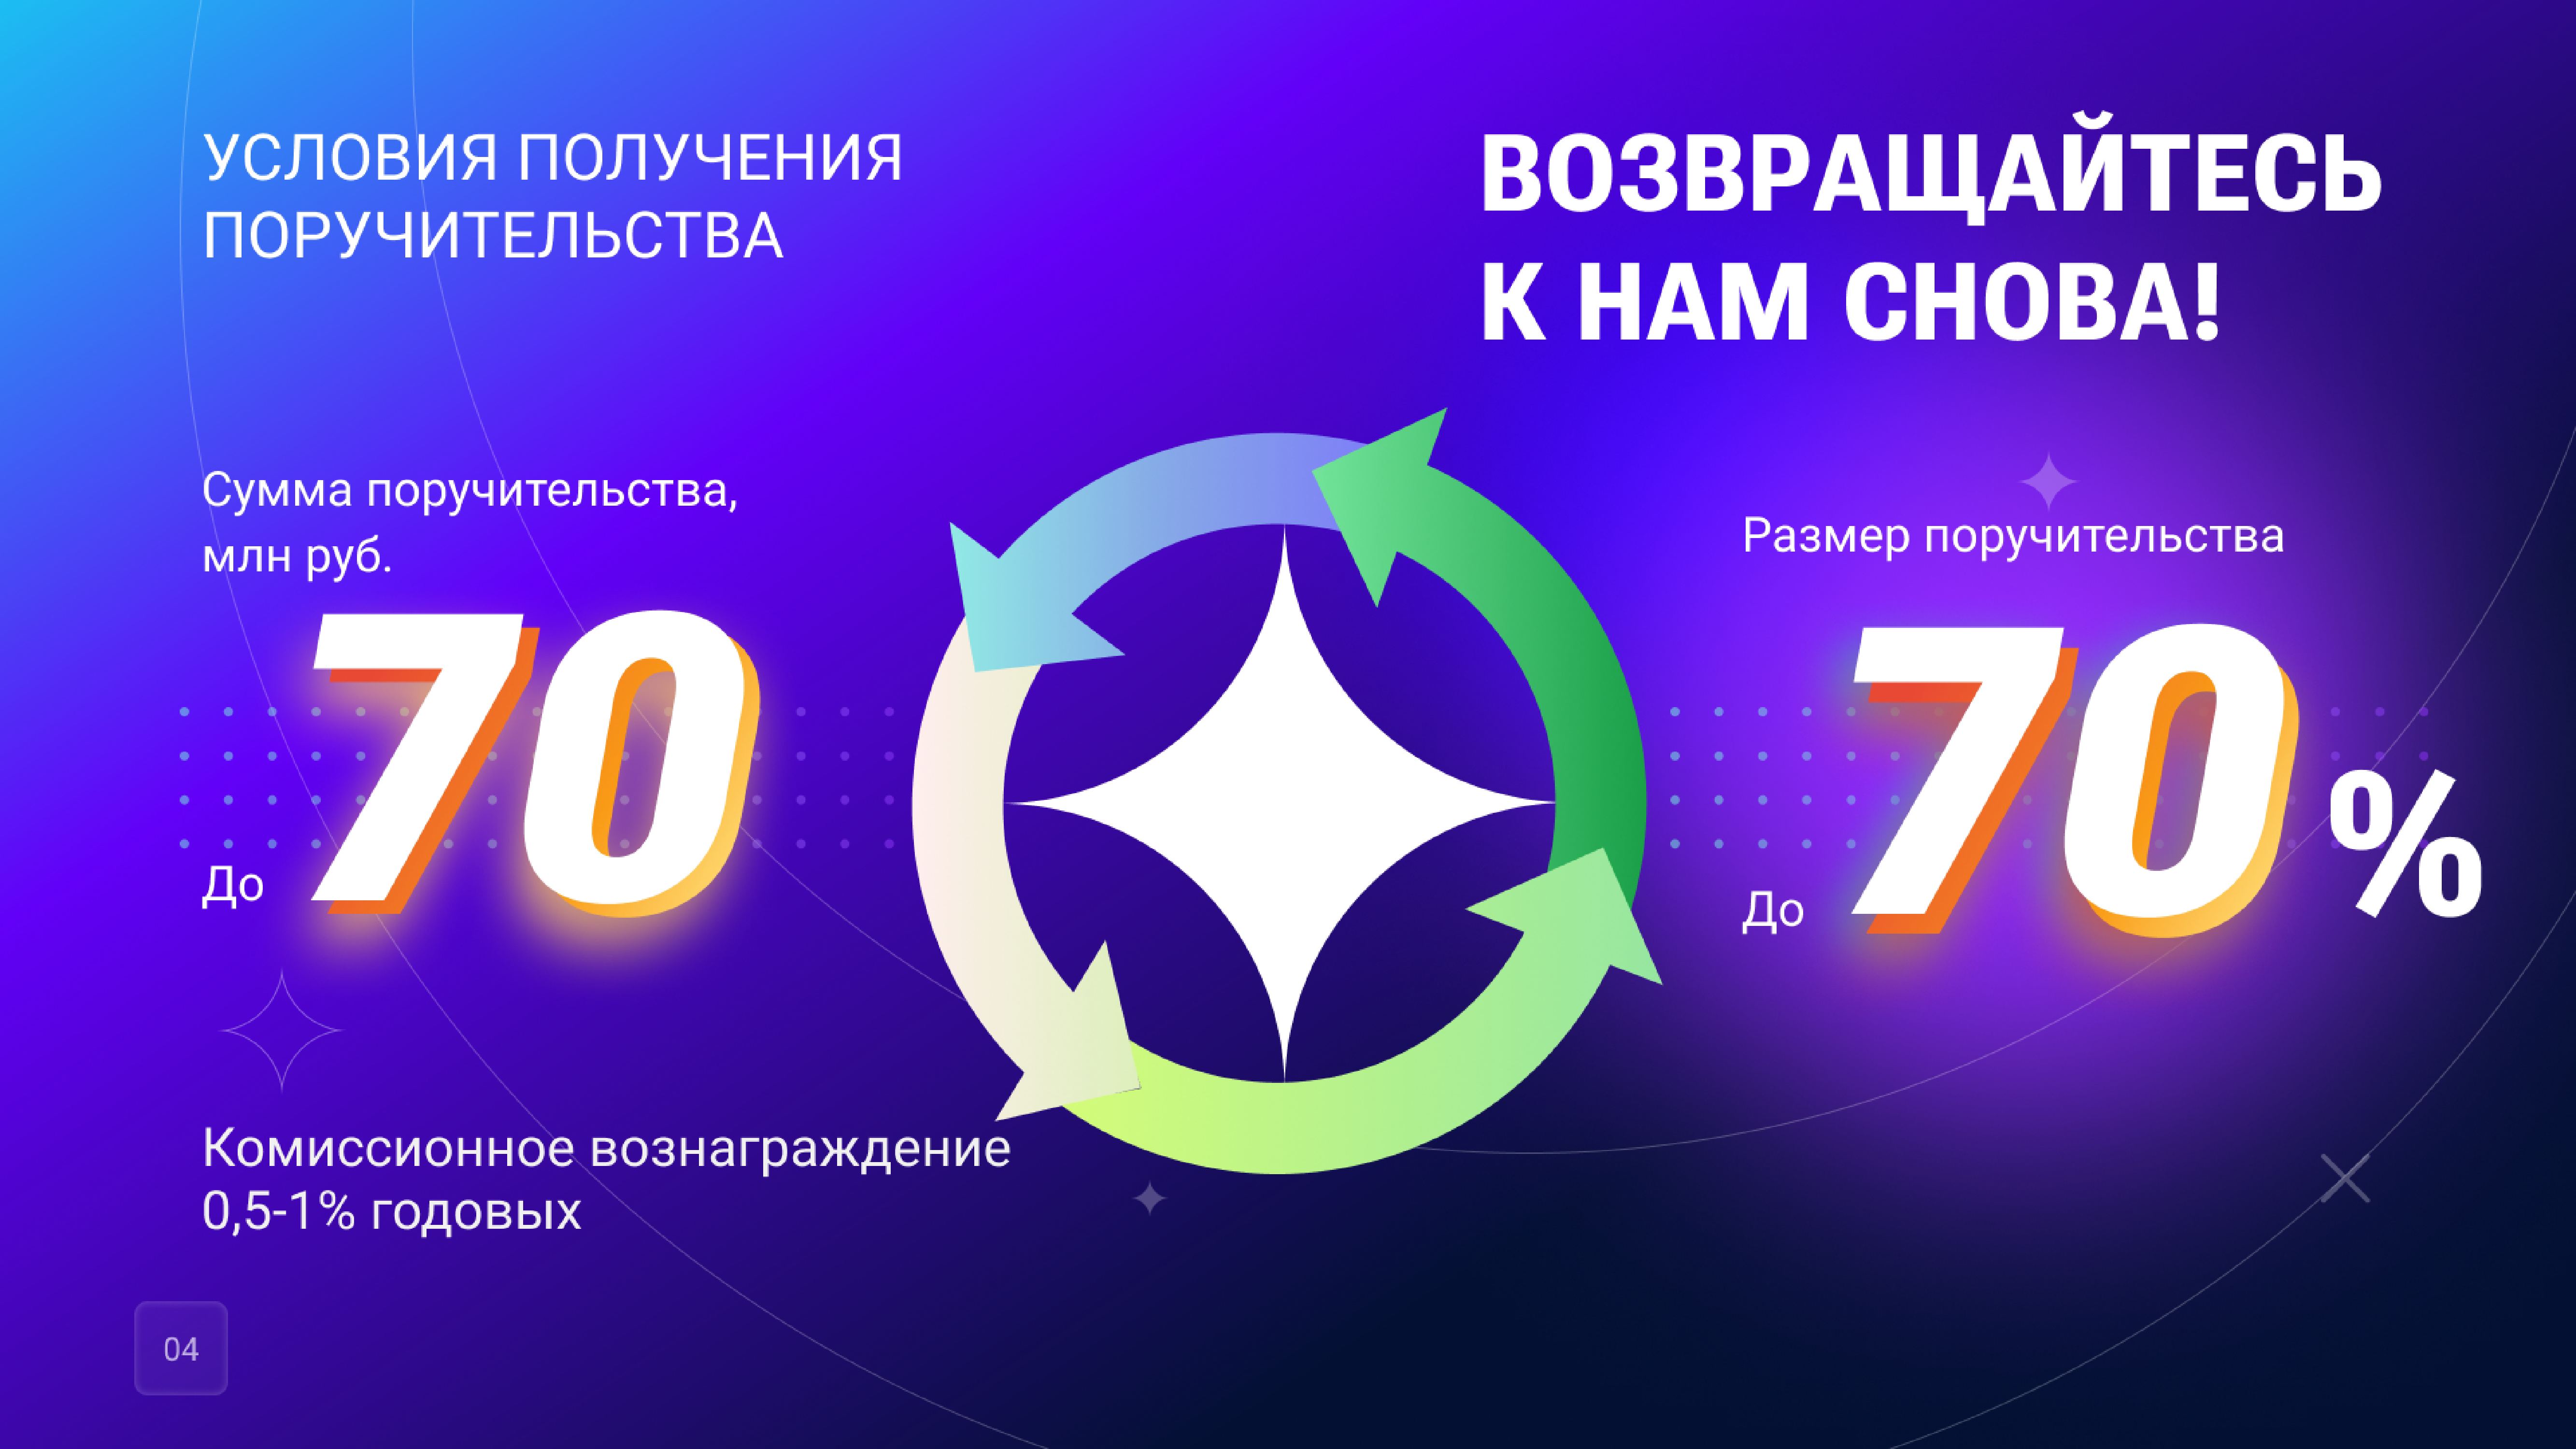 УСЛОВИЯ ПОЛУЧЕНИЯ
ПОРУЧИТЕЛЬСТВА
ВОЗВРАЩАЙТЕСЬ
К НАМ СНОВА!
Сумма поручительства,
млн руб.
До 70
Размер поручительства
До 70 %
Комиссионное вознаграждение
0,5-1% годовых
04